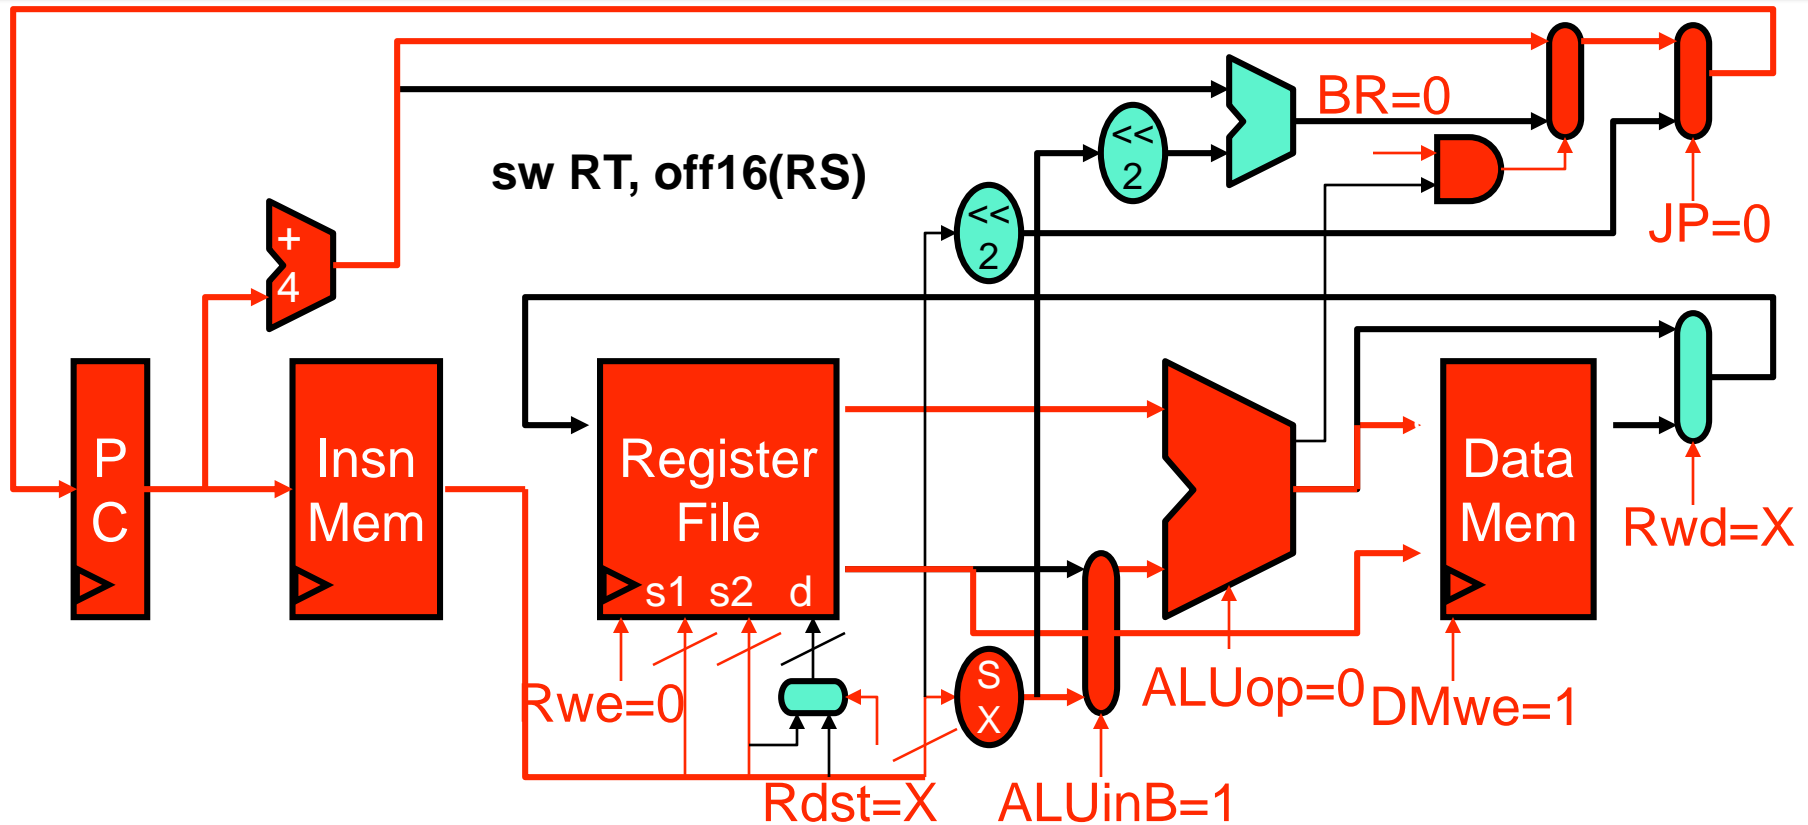 BR=0
<<
2
sw RT, off16(RS)
<<
2
JP=0
+
4
P
C
Insn
Mem
Register
File
s1 s2 d
Data
Mem
Rwd=X
S
X
Rwe=0
ALUop=0
DMwe=1
Rdst=X
ALUinB=1